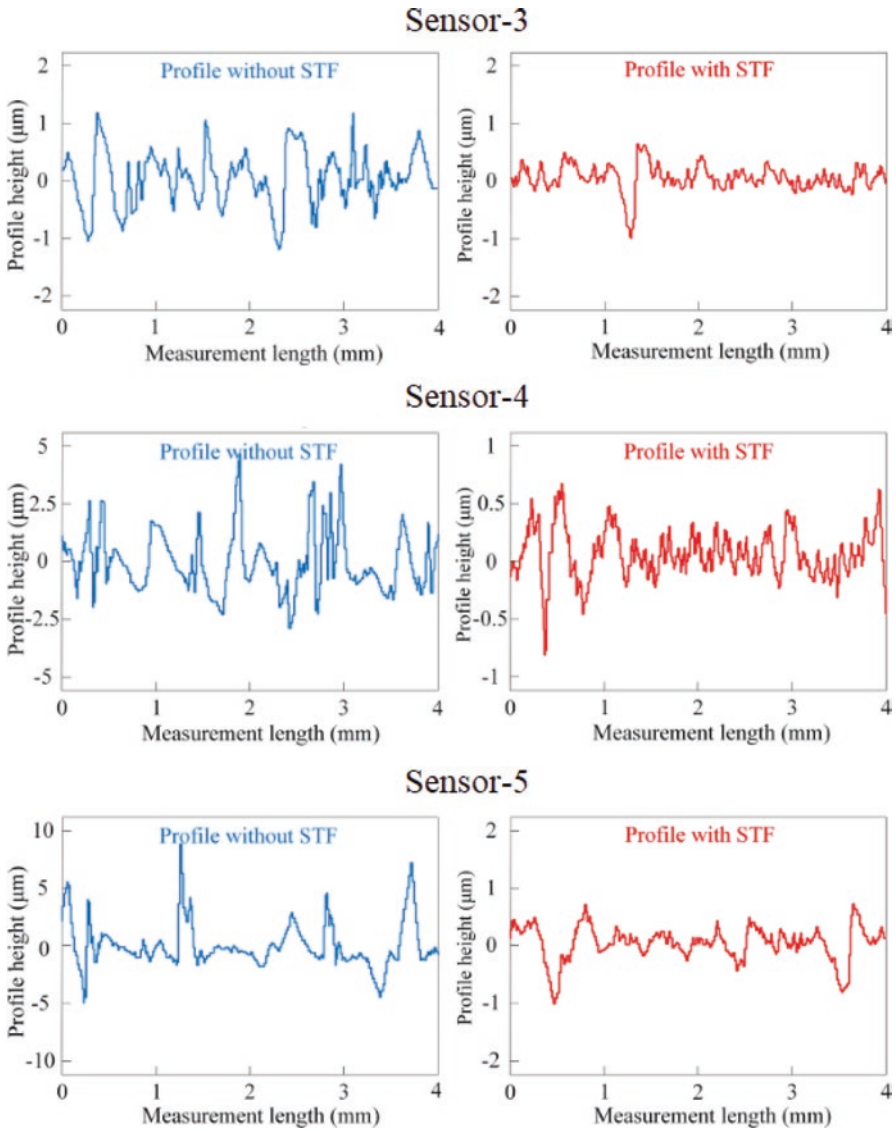 Sensor-3
Profile without STF
Profile height (μm)
2
1
0
-1
-2
0 1 2 3 4
Measurement length (mm)
Profile with STF
Profile height (μm)
2
1
0
-1
-2
0 1 2 3 4
Measurement length (mm)
Sensor-4
Profile without STF
Profile height (μm)
5
2.5
0
-2.5
-5
0 1 2 3 4
Measurement length (mm)
Profile with STF
Profile height (μm)
1
0.5
0
-0.5
-1
0 1 2 3 4
Measurement length (mm)
Sensor-5
Profile without STF
Profile height (μm)
10
5
0
-5
-10
0 1 2 3 4
Measurement length (mm)
Profile with STF
Profile height (μm)
2
1
0
-1
-2
0 1 2 3 4
Measurement length (mm)